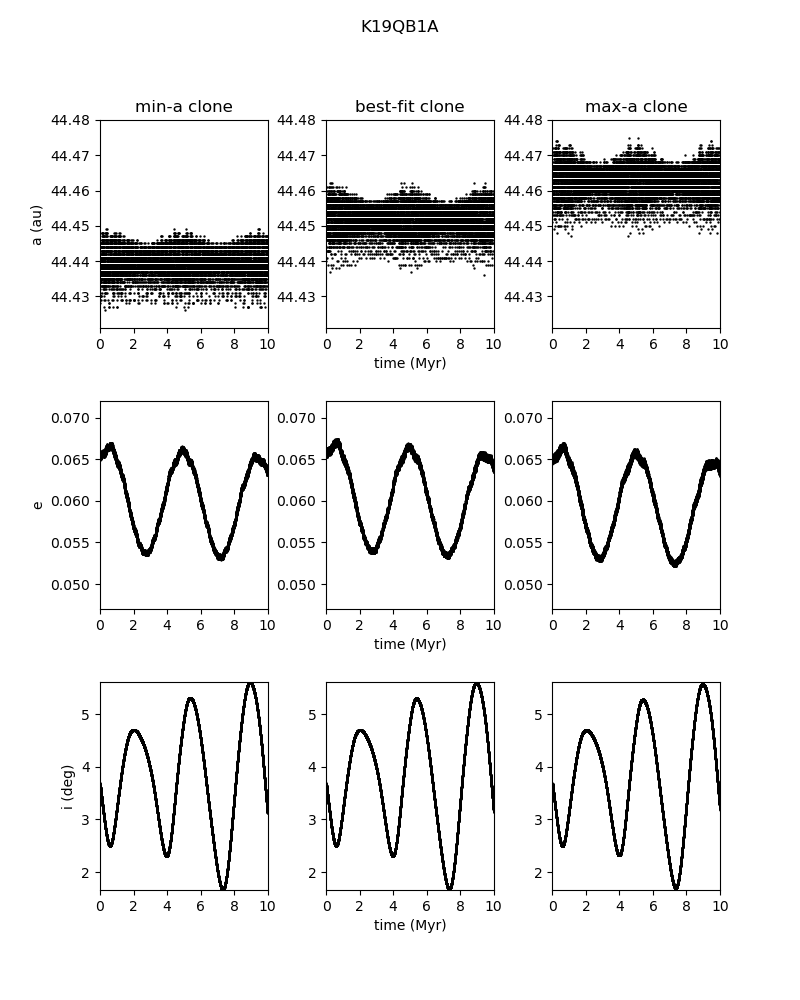 K19QB1A
min-a clone best-fit clone max-a clone
44.48 44.48 44.48
44.47 44.47 44.47
44.46 44.46 44.46
44.45 44.45 44.45
44.44 44.44 44.44
44.43 44.43 44.43
a (au)
0 2 4 6 8 10 0 2 4 6 8 10 0 2 4 6 8 10
time (Myr) time (Myr)
0.070 0.070 0.070
0.065 0.065 0.065
0.060 0.060 0.060
0.055 0.055 0.055
0.050 0.050 0.050
e
0 2 4 6 8 10 0 2 4 6 8 10 0 2 4 6 8 10
time (Myr) time (Myr)
5 5 5
4 4 4
3 3 3
2 2 2
i (deg)
0 2 4 6 8 10 0 2 4 6 8 10 0 2 4 6 8 10
time (Myr) time (Myr)